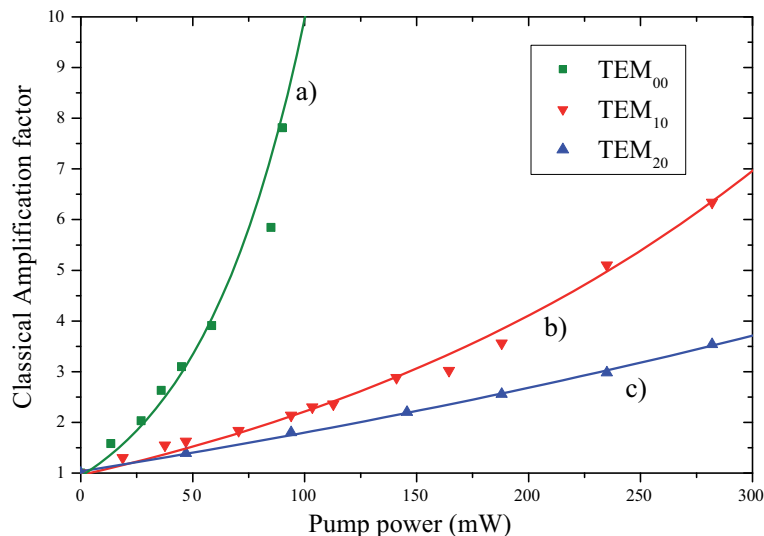 Classical Amplification factor
10
9
8
7
6
5
4
3
2
1
0
50
100
150
200
250
300
Pump power (mW)
a)
b)
c)
TEM00
TEM10
TEM20